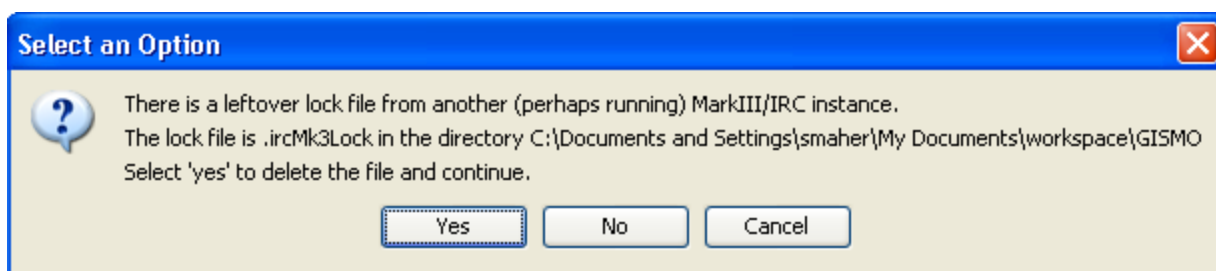 Select an Option
There is a leftover lock file from another (perhaps running) MarkIII/IRC instance.
The lock file is .ircMk3Lock in the directory C:\Documents and Settings\smaher\My Documents\workspace\GISMO
Select 'yes' to delete the file and continue.
Yes No Cancel